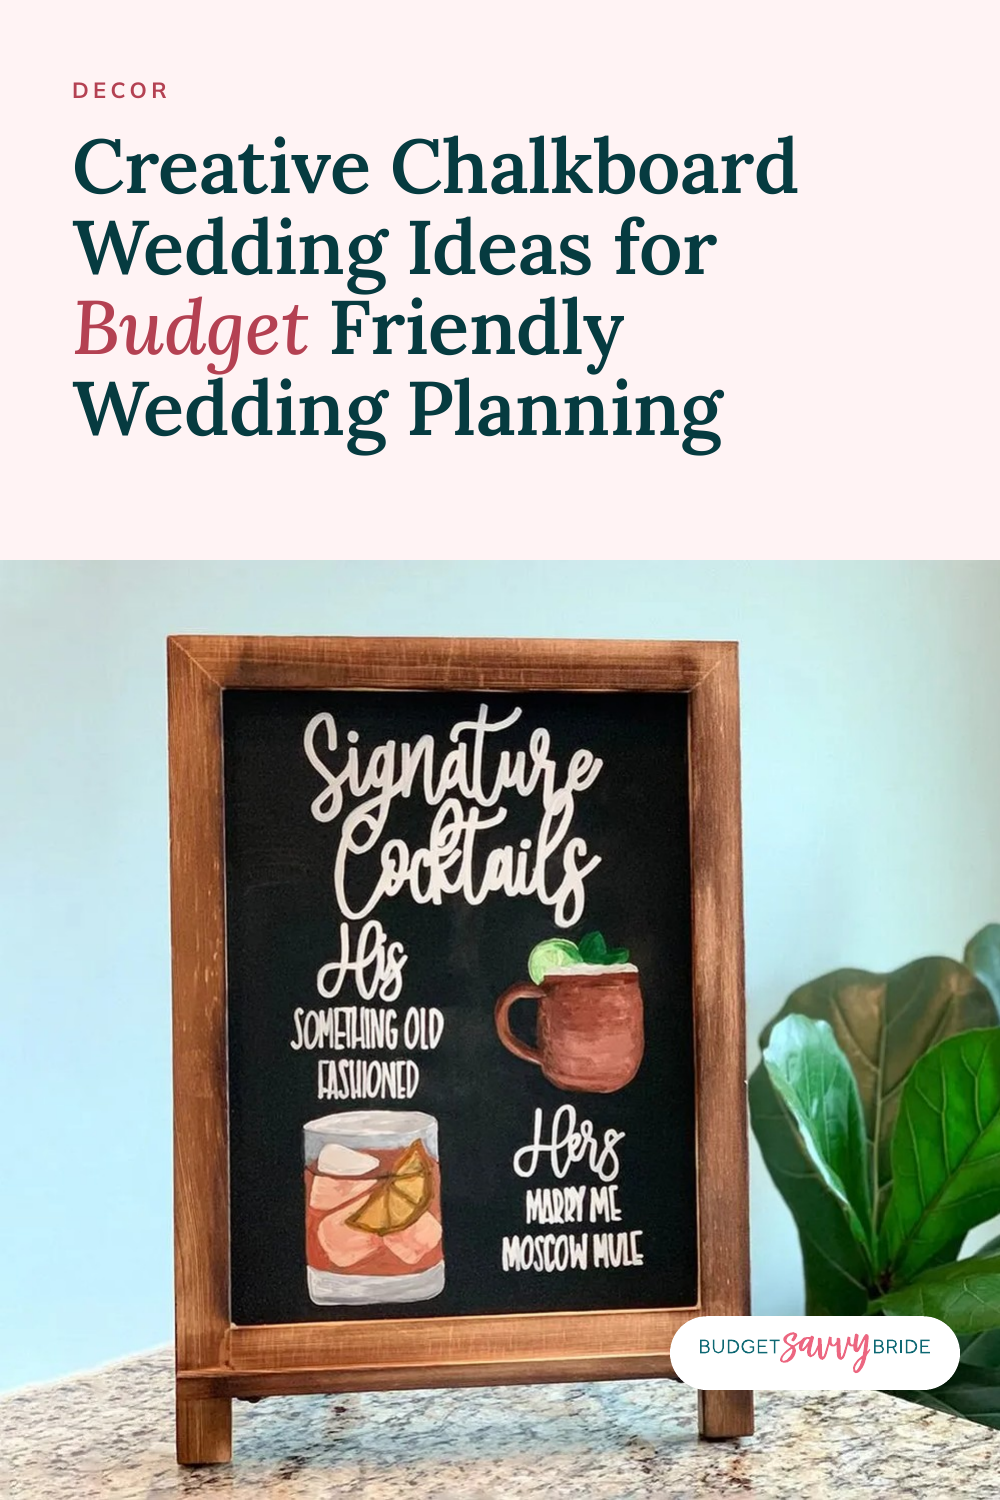 DECOR
Creative Chalkboard
Wedding Ideas for
Budget Friendly
Wedding Planning
Signature
Cocktails
His
SOMETHING OLD
FASHIONED
Hers
MARRY ME
MOSCOW MULE
BUDGET savvy BRIDE